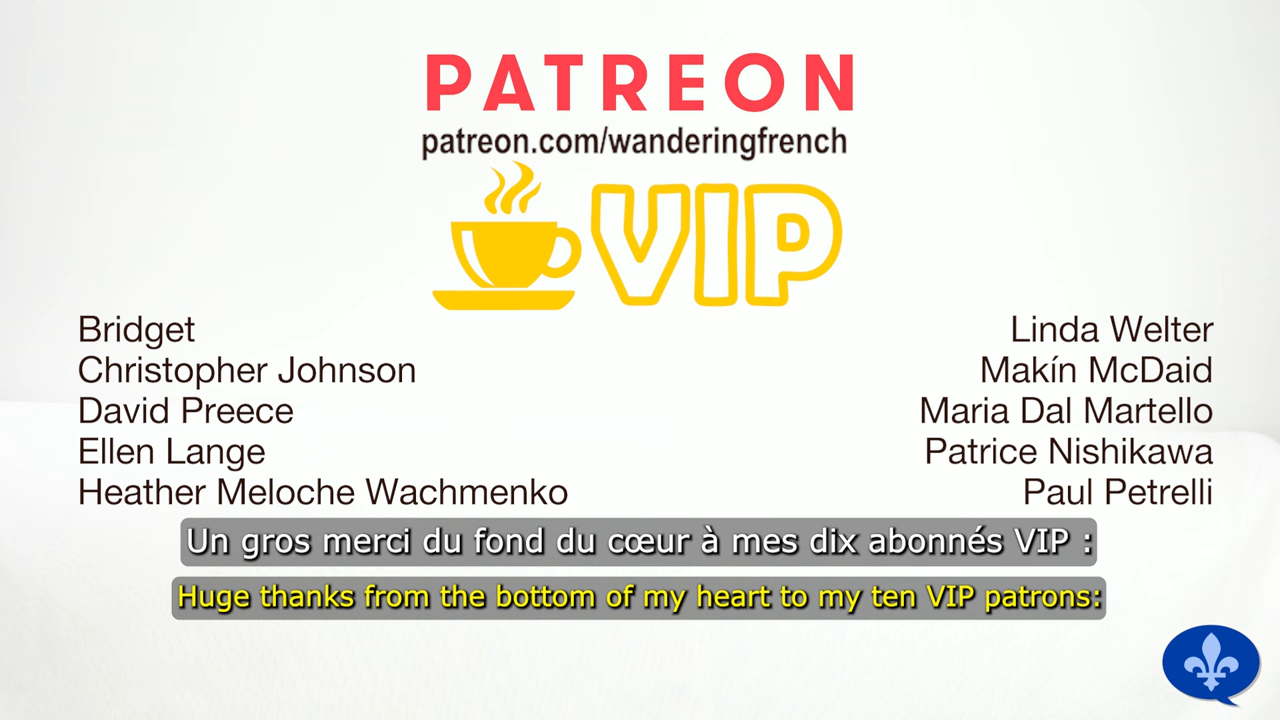 PATREON
patreon.com/wanderingfrench
VIP
Bridget
Christopher Johnson
David Preece
Ellen Lange
Heather Meloche Wachmenko
Linda Welter
Makín McDaid
Maria Dal Martello
Patrice Nishikawa
Paul Petrelli
Un gros merci du fond du cœur à mes dix abonnés VIP :
Huge thanks from the bottom of my heart to my ten VIP patrons: